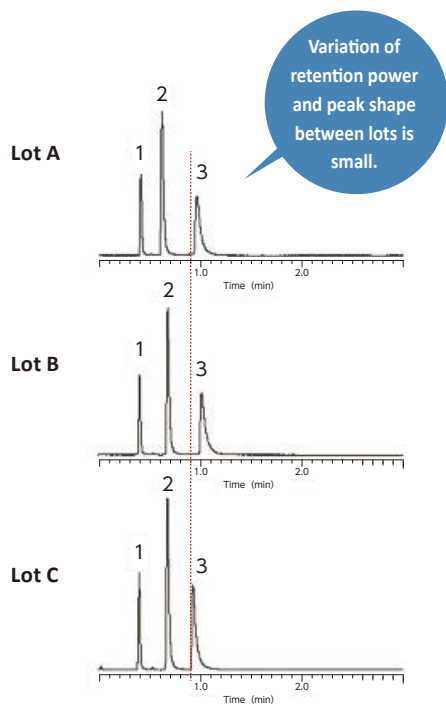 Variation of
retention power
and peak shape
between lots is
small.
Lot A
1
2
3
1.0
2.0
Time (min)
Lot B
1
2
3
1.0
2.0
Time (min)
Lot C
1
2
3
1.0
2.0
Time (min)